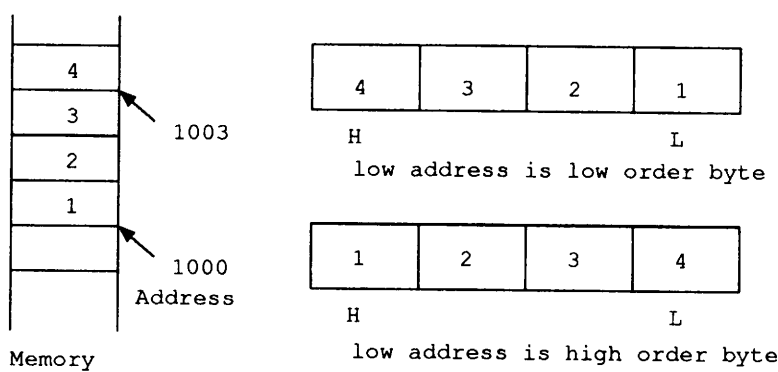 4
3
2
1
1003
1000
Address
Memory
4 3 2 1
H L
low address is low order byte
1 2 3 4
H L
low address is high order byte